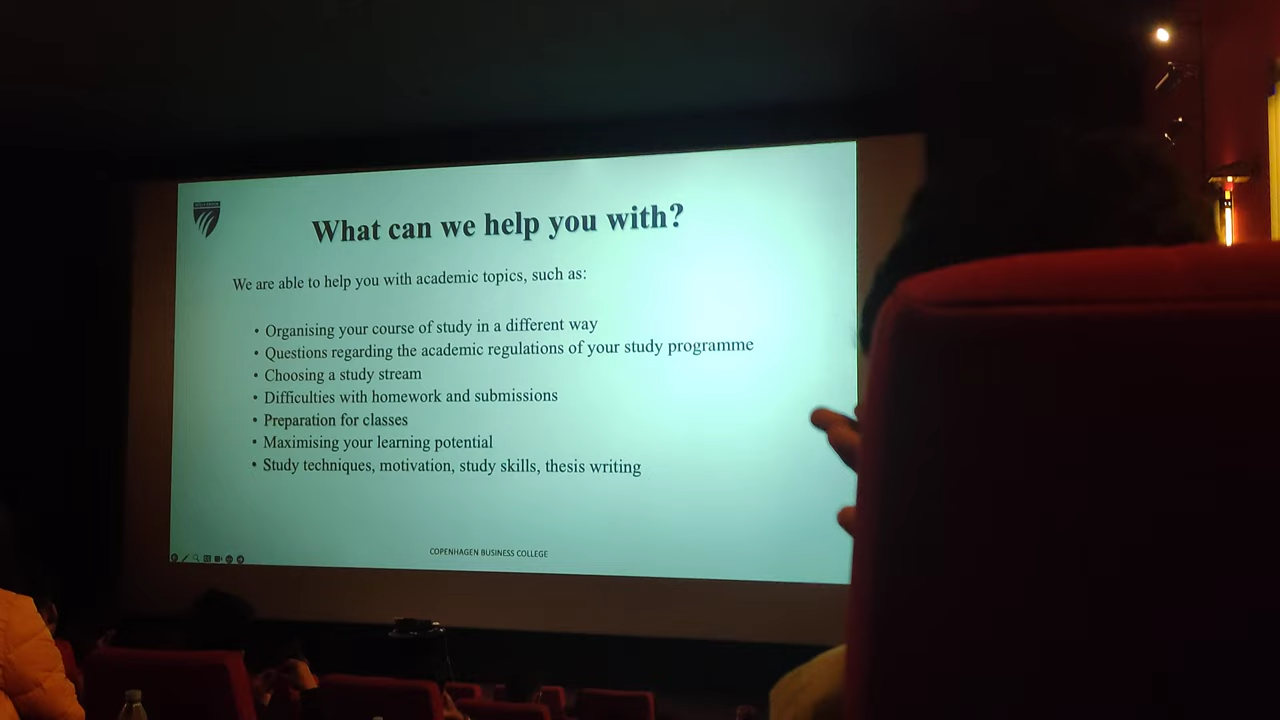 What can we help you with?
We are able to help you with academic topics, such as:
• Organising your course of study in a different way
• Questions regarding the academic regulations of your study programme
• Choosing a study stream
• Difficulties with homework and submissions
• Preparation for classes
• Maximising your learning potential
• Study techniques, motivation, study skills, thesis writing
COPENHAGEN BUSINESS COLLEGE